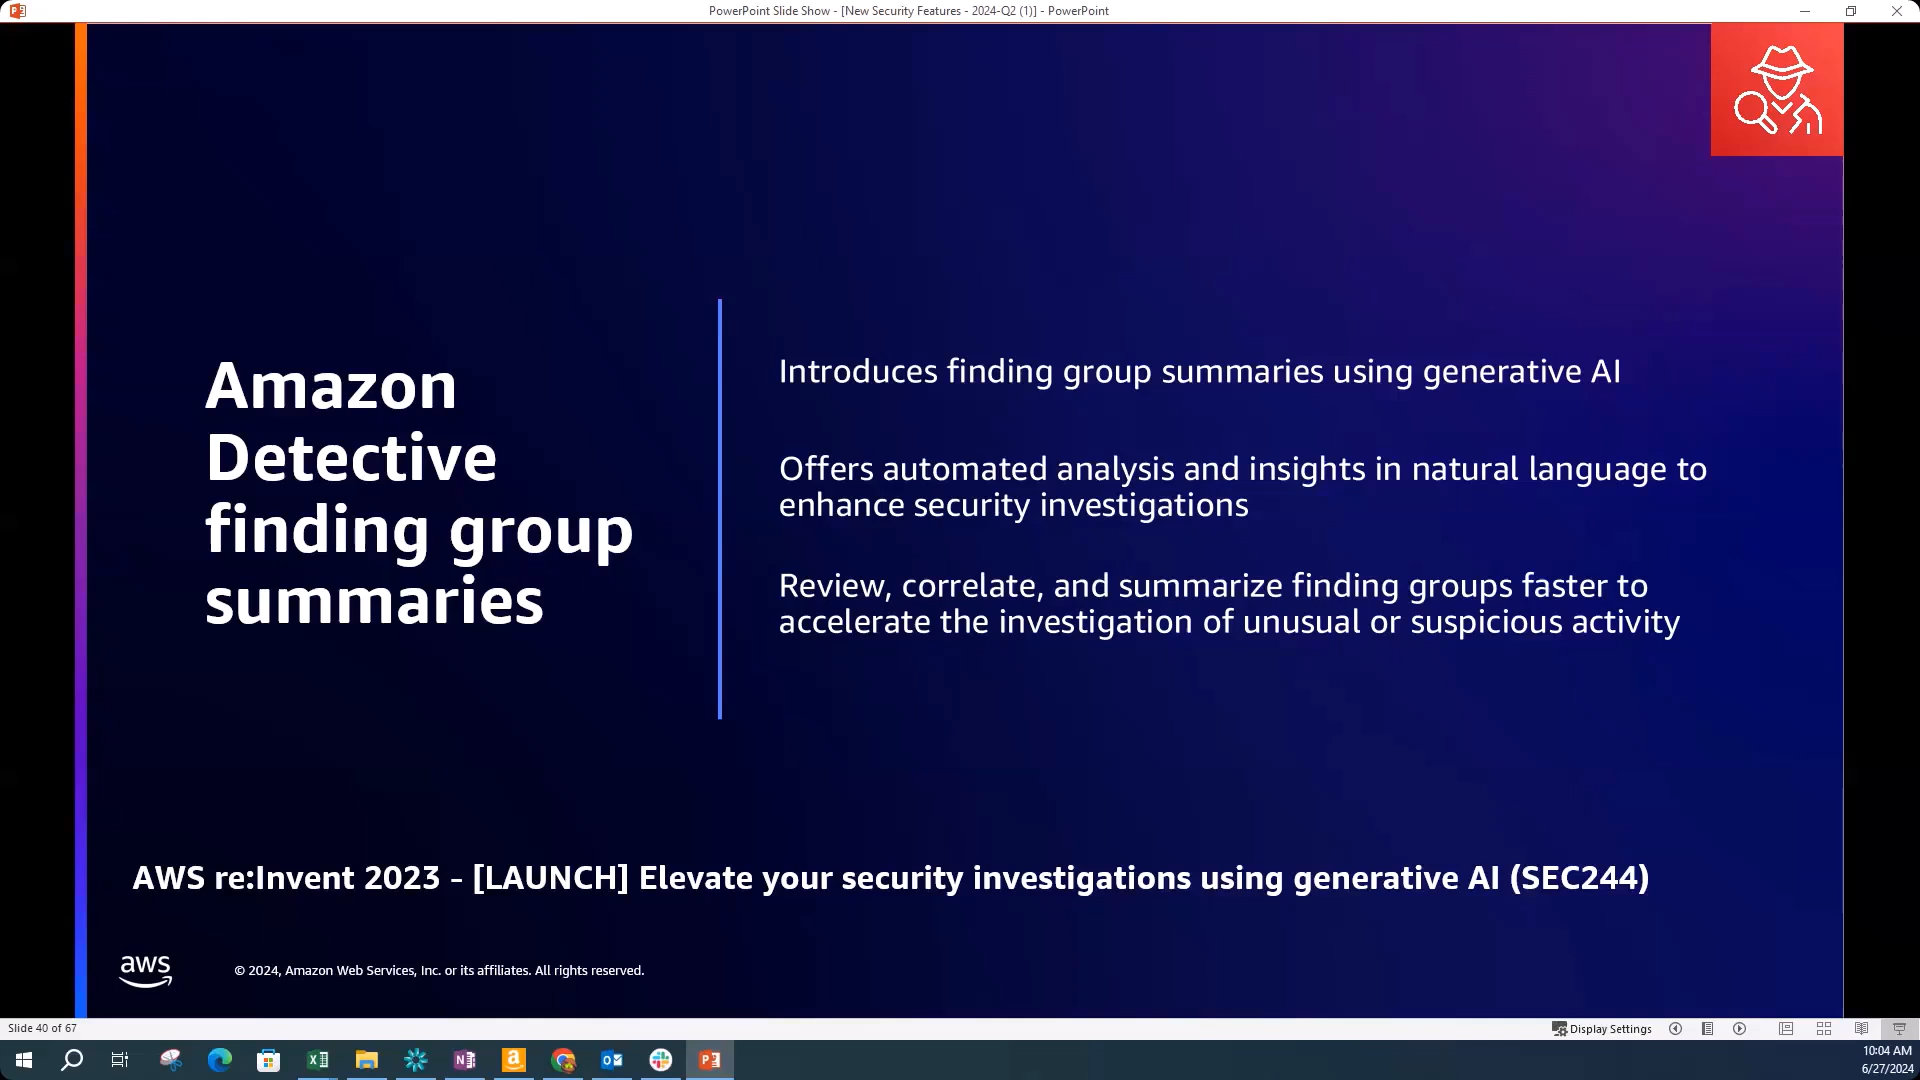 PowerPoint Slide Show - [New Security Features - 2024-Q2 (1)] - PowerPoint
Amazon
Detective
finding group
summaries
Introduces finding group summaries using generative AI
Offers automated analysis and insights in natural language to
enhance security investigations
Review, correlate, and summarize finding groups faster to
accelerate the investigation of unusual or suspicious activity
AWS re:Invent 2023 - [LAUNCH] Elevate your security investigations using generative AI (SEC244)
aws
© 2024, Amazon Web Services, Inc. or its affiliates. All rights reserved.
Slide 40 of 67
Display Settings
10:04 AM
6/27/2024